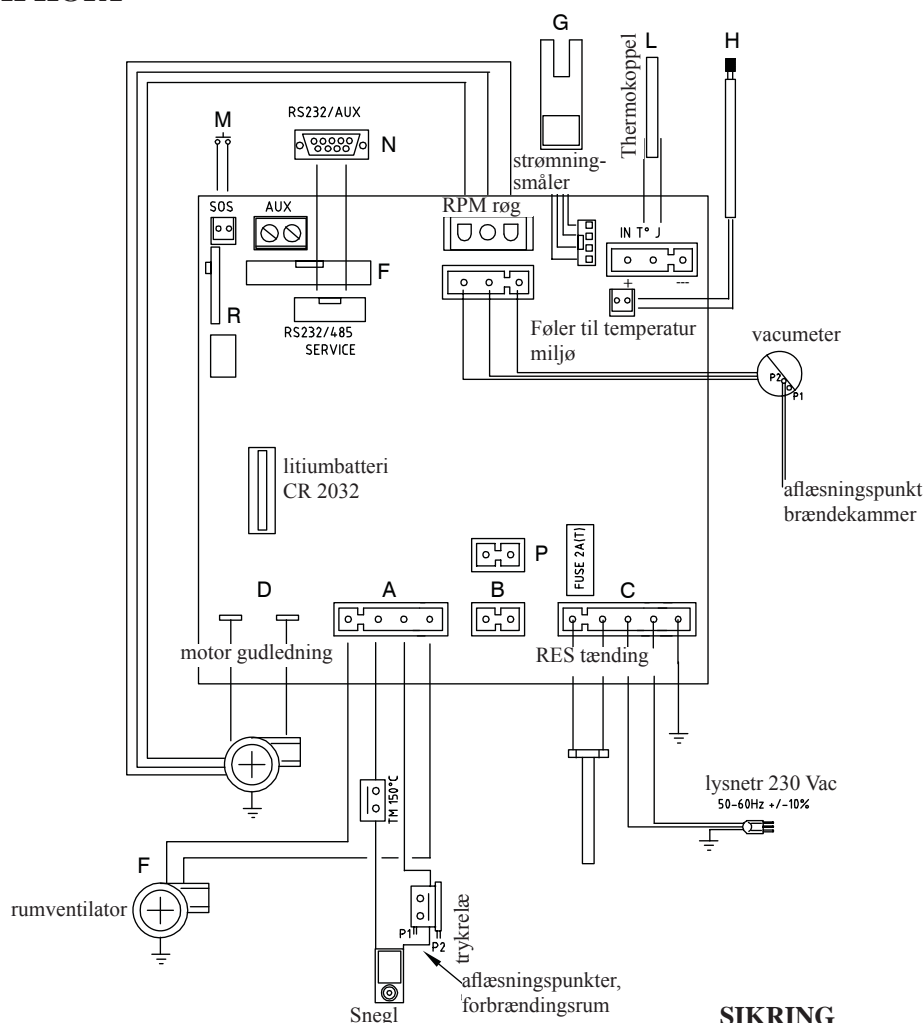 G
L
H
Thermokoppel
RS232/AUX
M
N
strømning-
småler
SOS
AUX
RPM røg
IN T° J
F
+
---
R
RS232/485
SERVICE
Føler til temperatur
miljø
vacumeter
P2
P1
litiumbatteri
CR 2032
aflæsningspunkt
brændekammer
P
FUSE 2A(T)
D
A
B
C
motor gudledning
RES tænding
TM 150°C
lysnetr 230 Vac
50-60Hz +/-10%
F
rumventilator
P1
P2
trykrelæ
aflæsningspunkter,
forbrændingsrum
Snegl
SIKRING